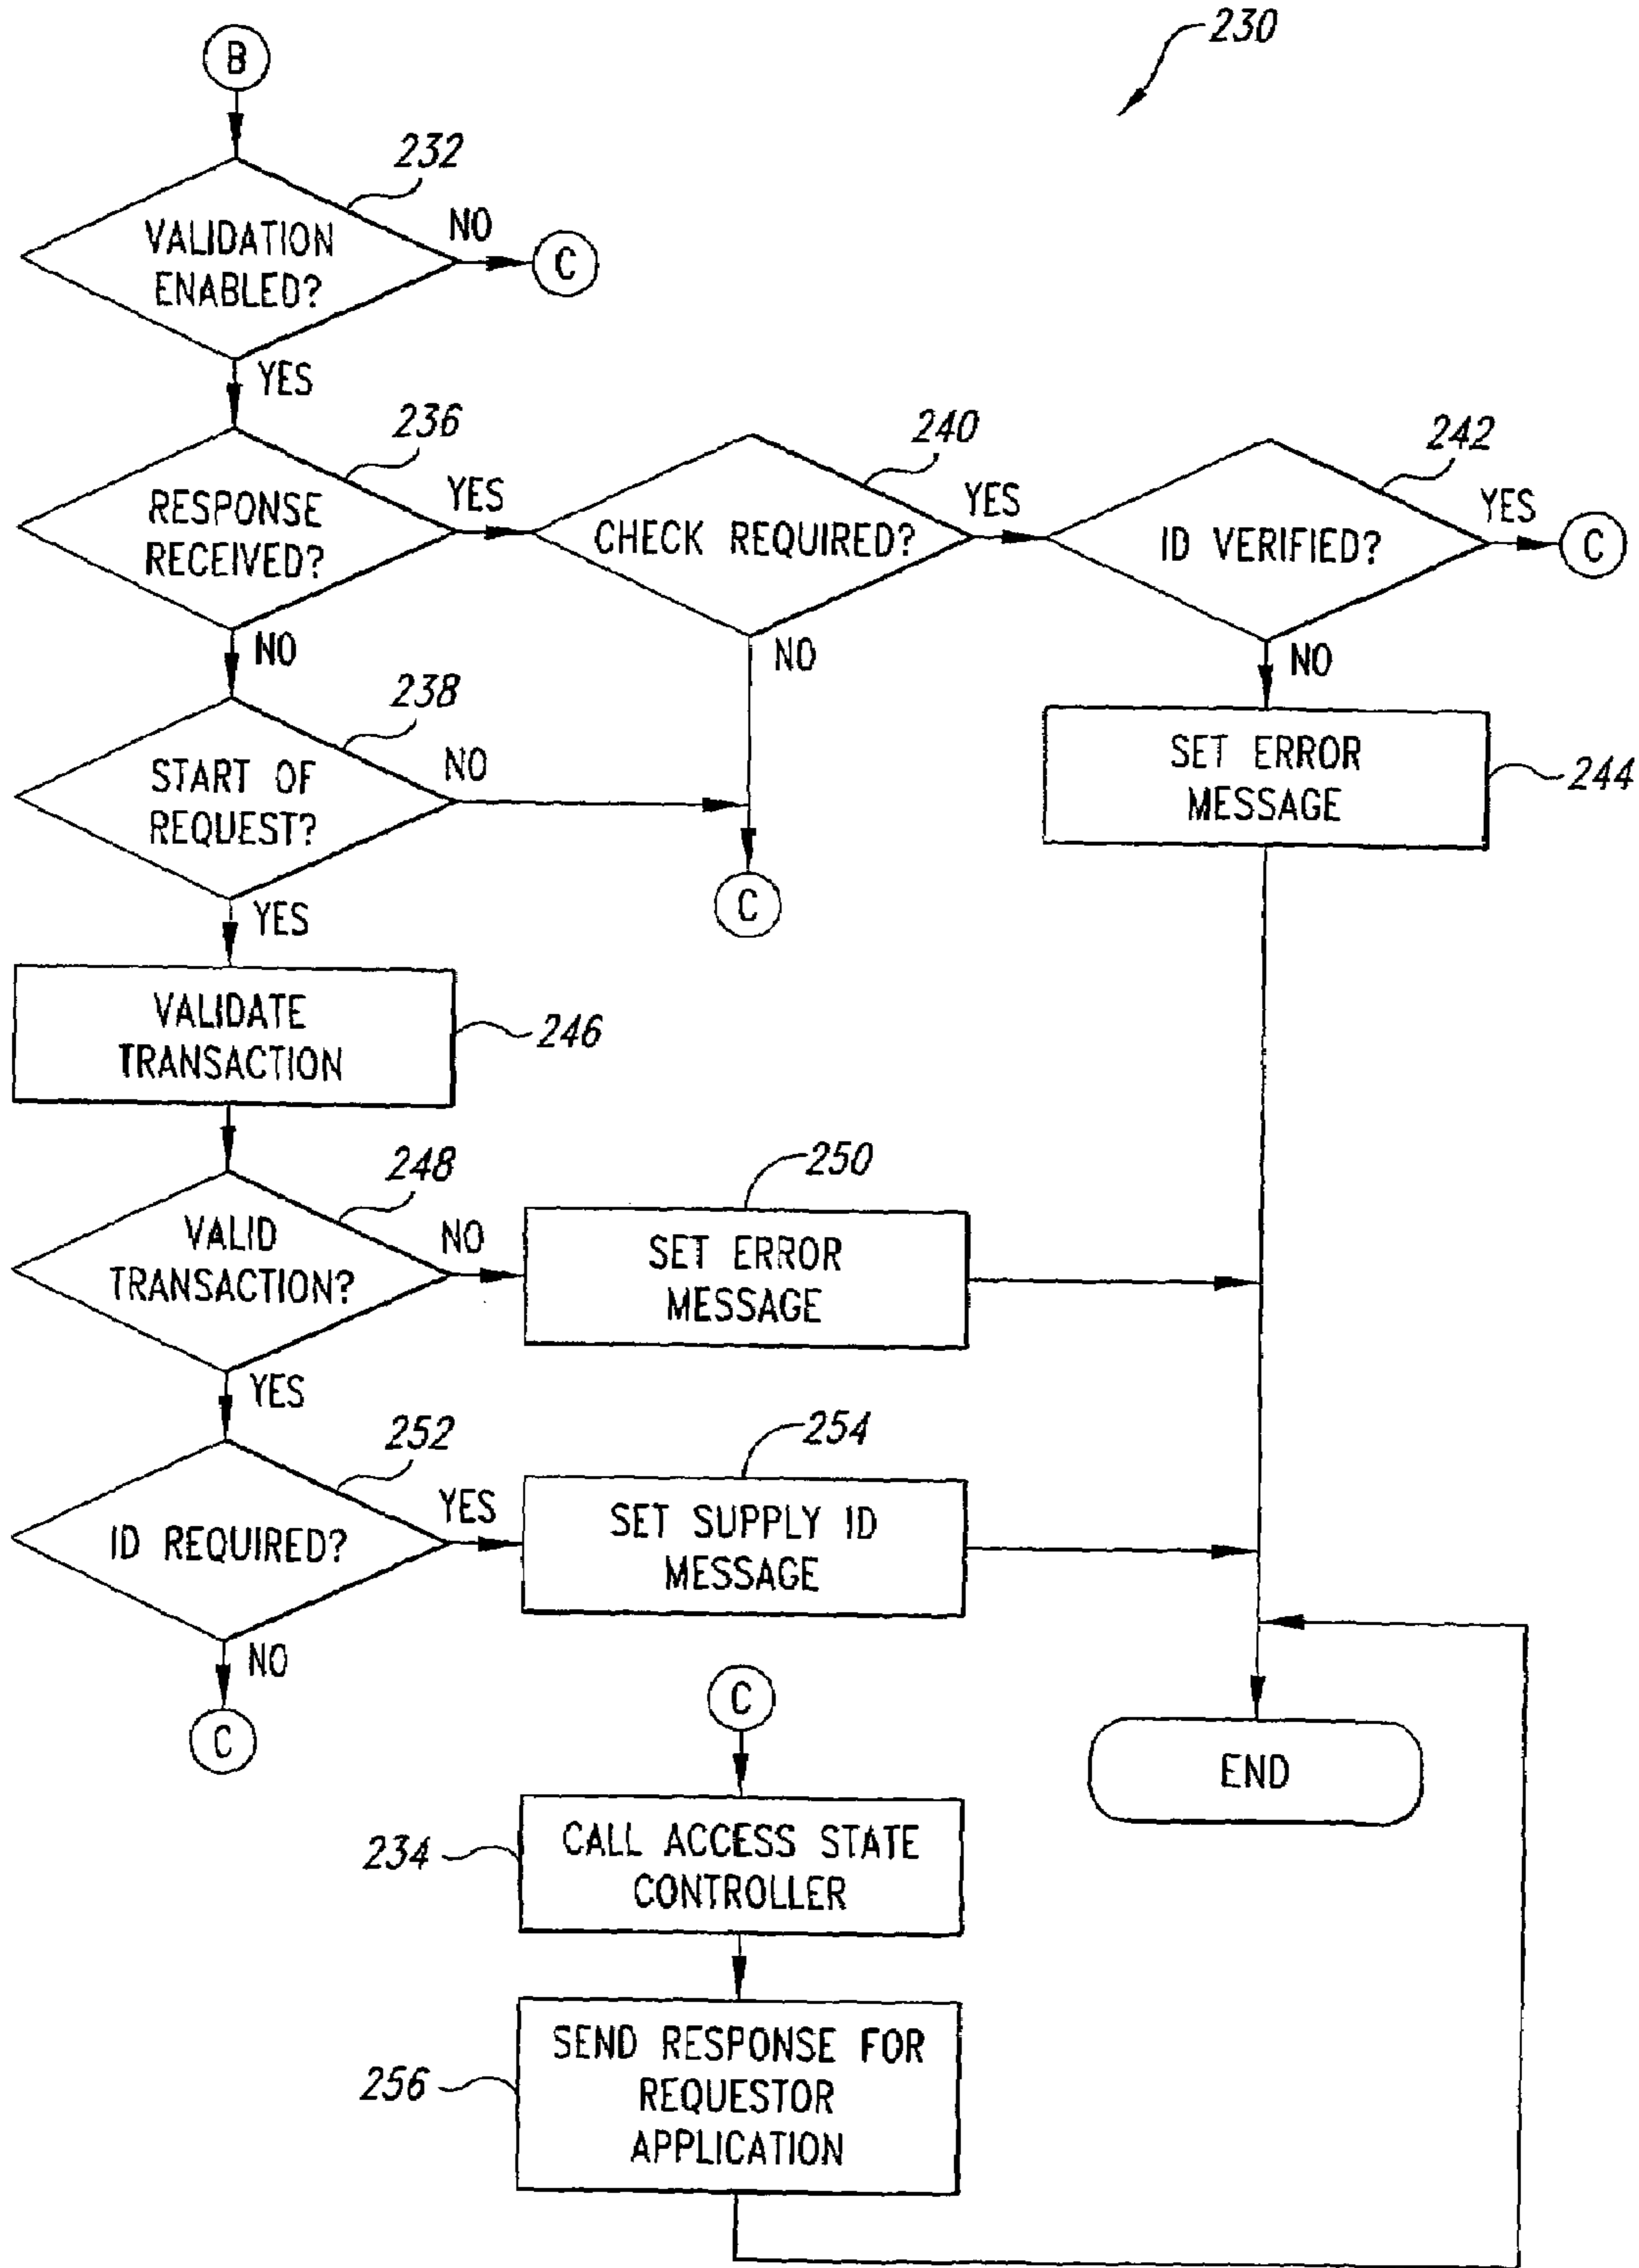 230
B
232
VALIDATION
ENABLED?
NO
C
YES
236
RESPONSE
RECEIVED?
YES
240
CHECK REQUIRED?
YES
242
ID VERIFIED?
YES
C
NO
NO
NO
238
START OF
REQUEST?
NO
SET ERROR
MESSAGE
244
C
YES
VALIDATE
TRANSACTION
246
248
VALID
TRANSACTION?
NO
250
SET ERROR
MESSAGE
YES
252
ID REQUIRED?
YES
254
SET SUPPLY ID
MESSAGE
NO
C
C
END
234
CALL ACCESS STATE
CONTROLLER
256
SEND RESPONSE FOR
REQUESTOR
APPLICATION